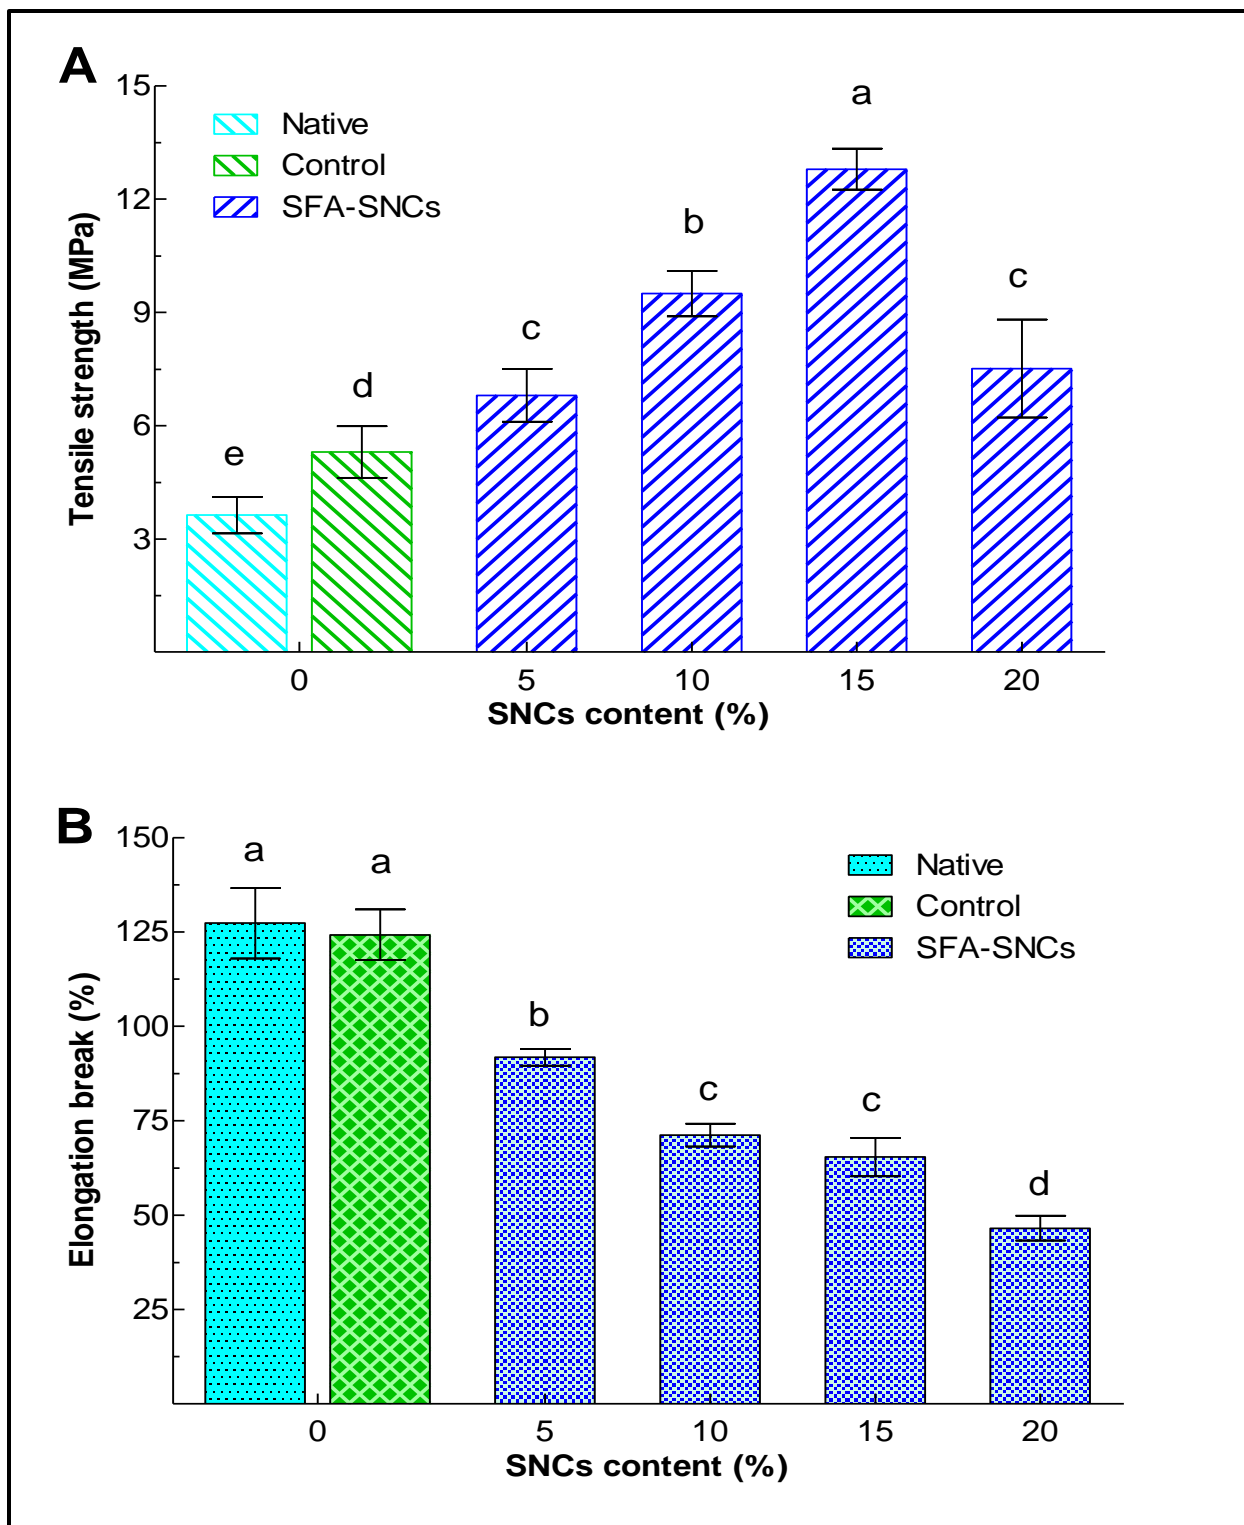 A
15
12
9
6
3
Tensile strength (MPa)
Native
Control
SFA-SNCs
e
d
c
b
a
c
0 5 10 15 20
SNCs content (%)
B
150
125
100
75
50
25
Elongation break (%)
Native
Control
SFA-SNCs
a
a
b
c
c
d
0 5 10 15 20
SNCs content (%)